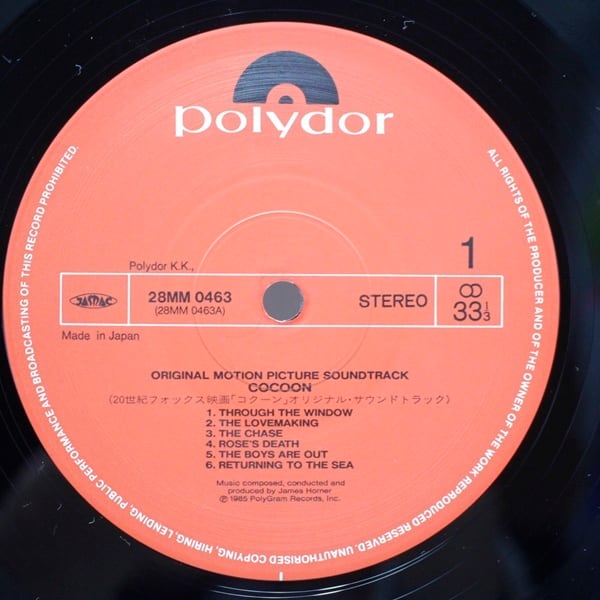 polydor
1
Polydor K.K.,
JASRAC
28MM 0463
(28MM 0463A)
STEREO
33 1/3
Made in Japan
ORIGINAL MOTION PICTURE SOUNDTRACK
COCOON
(20世紀フォックス映画「コクーン」オリジナル・サウンドトラック)
1. THROUGH THE WINDOW
2. THE LOVEMAKING
3. THE CHASE
4. ROSE'S DEATH
5. THE BOYS ARE OUT
6. RETURNING TO THE SEA
Music composed, conducted and
produced by James Horner
℗ 1985 PolyGram Records, Inc.
ALL RIGHTS OF THE PRODUCER AND OF THE OWNER OF THE WORK REPRODUCED RESERVED. UNAUTHORISED COPYING, HIRING, LENDING, PUBLIC PERFORMANCE AND BROADCASTING OF THIS RECORD PROHIBITED.